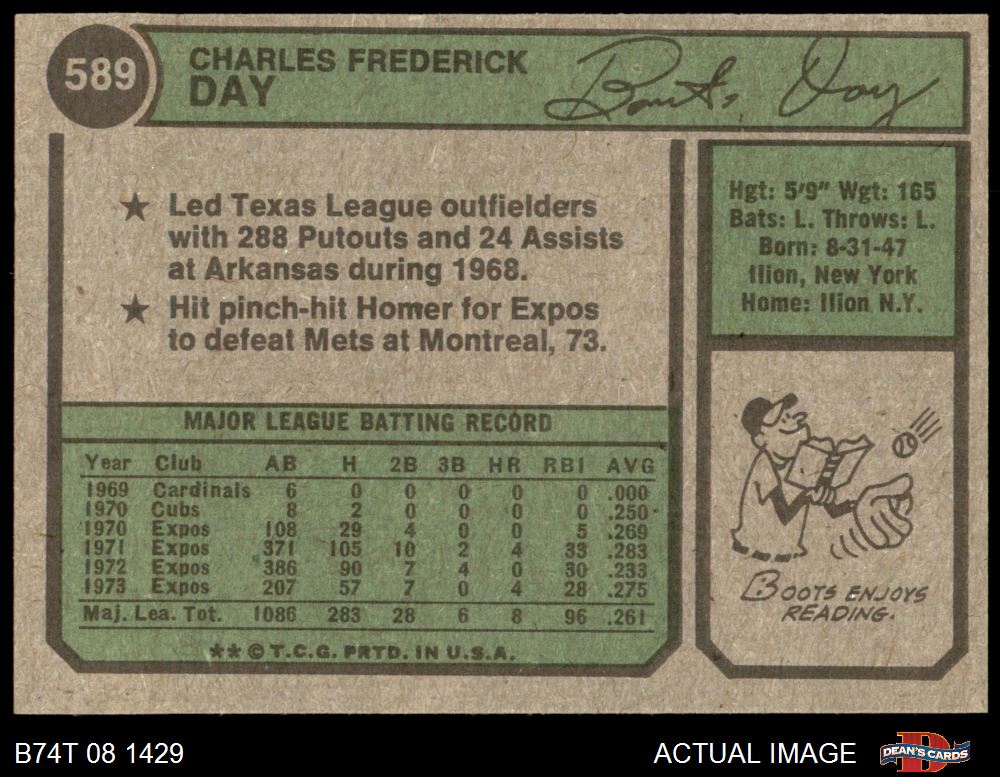 589
CHARLES FREDERICK
DAY
Boots Day
★ Led Texas League outfielders
with 288 Putouts and 24 Assists
at Arkansas during 1968.
★ Hit pinch-hit Homer for Expos
to defeat Mets at Montreal, 73.
Hgt: 5'9" Wgt: 165
Bats: L. Throws: L.
Born: 8-31-47
Ilion, New York
Home: Ilion N.Y.
MAJOR LEAGUE BATTING RECORD
Year Club AB H 2B 3B HR RBI AVG
1969 Cardinals 6 0 0 0 0 0 .000
1970 Cubs 8 2 0 0 0 0 .250
1970 Expos 108 29 4 0 0 5 .269
1971 Expos 371 105 10 2 4 33 .283
1972 Expos 386 90 7 4 0 30 .233
1973 Expos 207 57 7 0 4 28 .275
Maj. Lea. Tot. 1086 283 28 6 8 96 .261
** © T.C.G. PRTD. IN U.S.A.
BOOTS ENJOYS
READING.
B74T 08 1429
ACTUAL IMAGE
DEAN'S CARDS